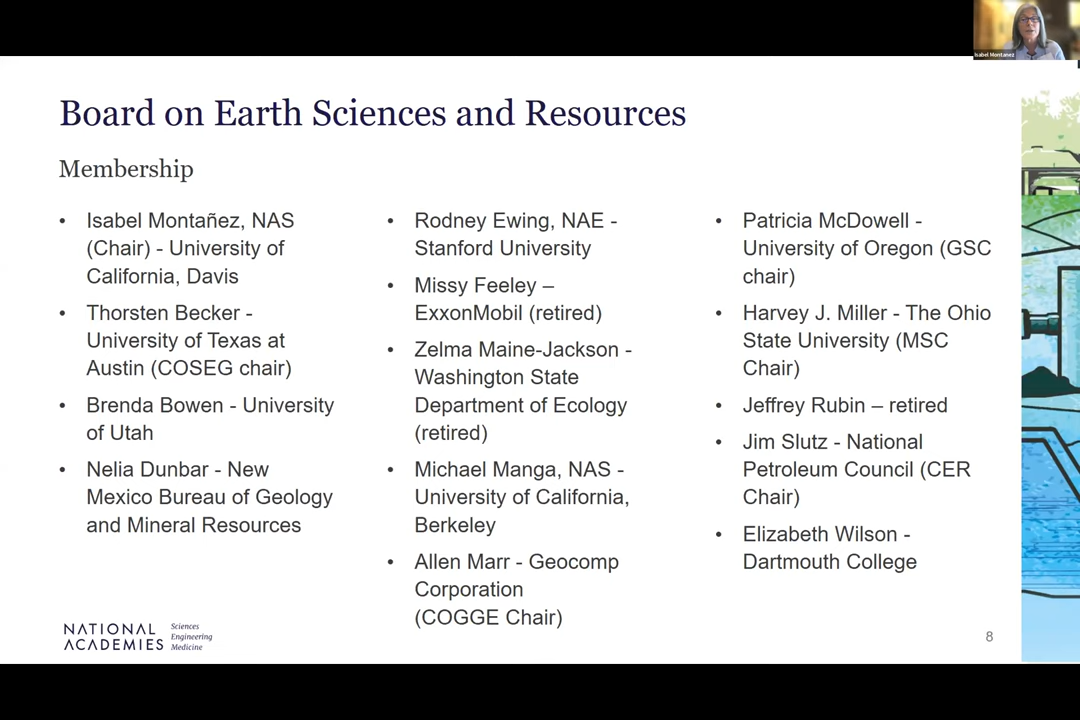 Isabel Montanez
Board on Earth Sciences and Resources
Membership
• Isabel Montañez, NAS
(Chair) - University of
California, Davis
• Thorsten Becker -
University of Texas at
Austin (COSEG chair)
• Brenda Bowen - University
of Utah
• Nelia Dunbar - New
Mexico Bureau of Geology
and Mineral Resources
• Rodney Ewing, NAE -
Stanford University
• Missy Feeley –
ExxonMobil (retired)
• Zelma Maine-Jackson -
Washington State
Department of Ecology
(retired)
• Michael Manga, NAS -
University of California,
Berkeley
• Allen Marr - Geocomp
Corporation
(COGGE Chair)
• Patricia McDowell -
University of Oregon (GSC
chair)
• Harvey J. Miller - The Ohio
State University (MSC
Chair)
• Jeffrey Rubin – retired
• Jim Slutz - National
Petroleum Council (CER
Chair)
• Elizabeth Wilson -
Dartmouth College
NATIONAL
ACADEMIES
Sciences
Engineering
Medicine
8